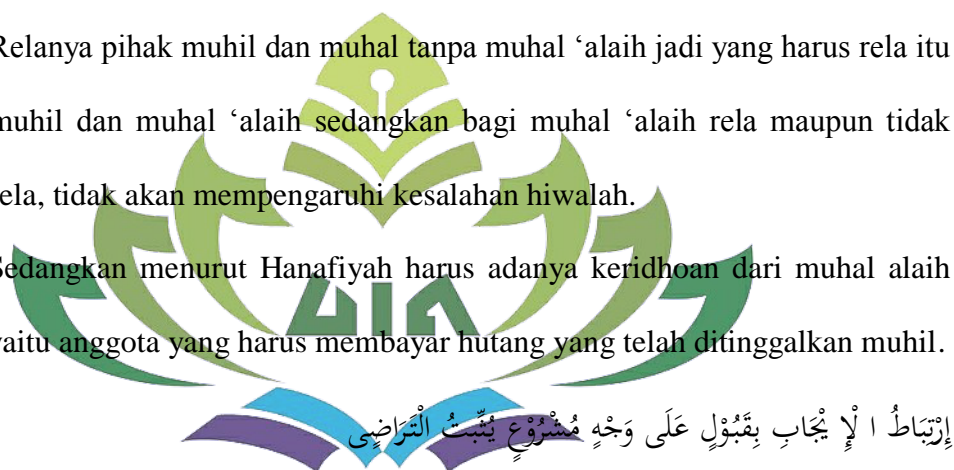 Relanya pihak muhil dan muhal tanpa muhal ‘alaih jadi yang harus rela itu
muhil dan muhal ‘alaih sedangkan bagi muhal ‘alaih rela maupun tidak
rela, tidak akan mempengaruhi kesalahan hiwalah.
Sedangkan menurut Hanafiyah harus adanya keridhoan dari muhal alaih
yaitu anggota yang harus membayar hutang yang telah ditinggalkan muhil.
إِرْتِبَاطُ ا لْإِ يْجَابِ بِقَبُوْلٍ عَلَى وَجْهٍ مُشْرُوْعٍ يُثْبِتُ الْتَرَاضِى
UIN